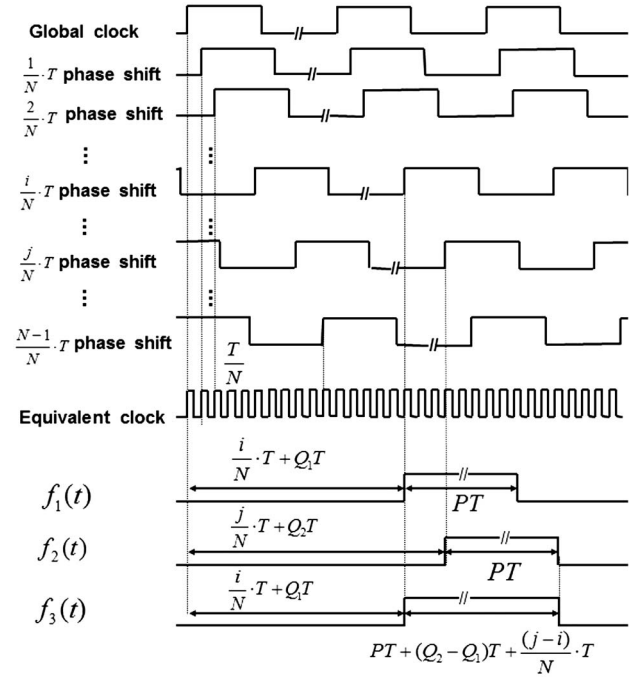 Global clock
1/N · T phase shift
2/N · T phase shift
⋮ ⋮
i/N · T phase shift
⋮ ⋮
j/N · T phase shift
⋮ ⋮
(N−1)/N · T phase shift
T/N
Equivalent clock
i/N · T + Q₁T
f₁(t) PT
j/N · T + Q₂T
f₂(t) PT
i/N · T + Q₁T
f₃(t)
PT + (Q₂ − Q₁)T + (j−i)/N · T